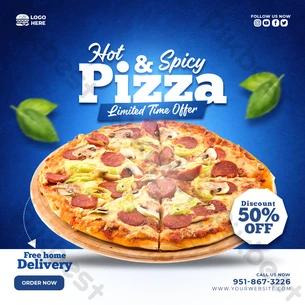 LOGO
HERE
FOLLOW US NOW
Hot
& Spicy
Pizza
Limited Time Offer
Discount
50%
OFF
Free home
Delivery
ORDER NOW
CALL US NOW
951-867-3226
WWW.YOURWEBSITE.COM